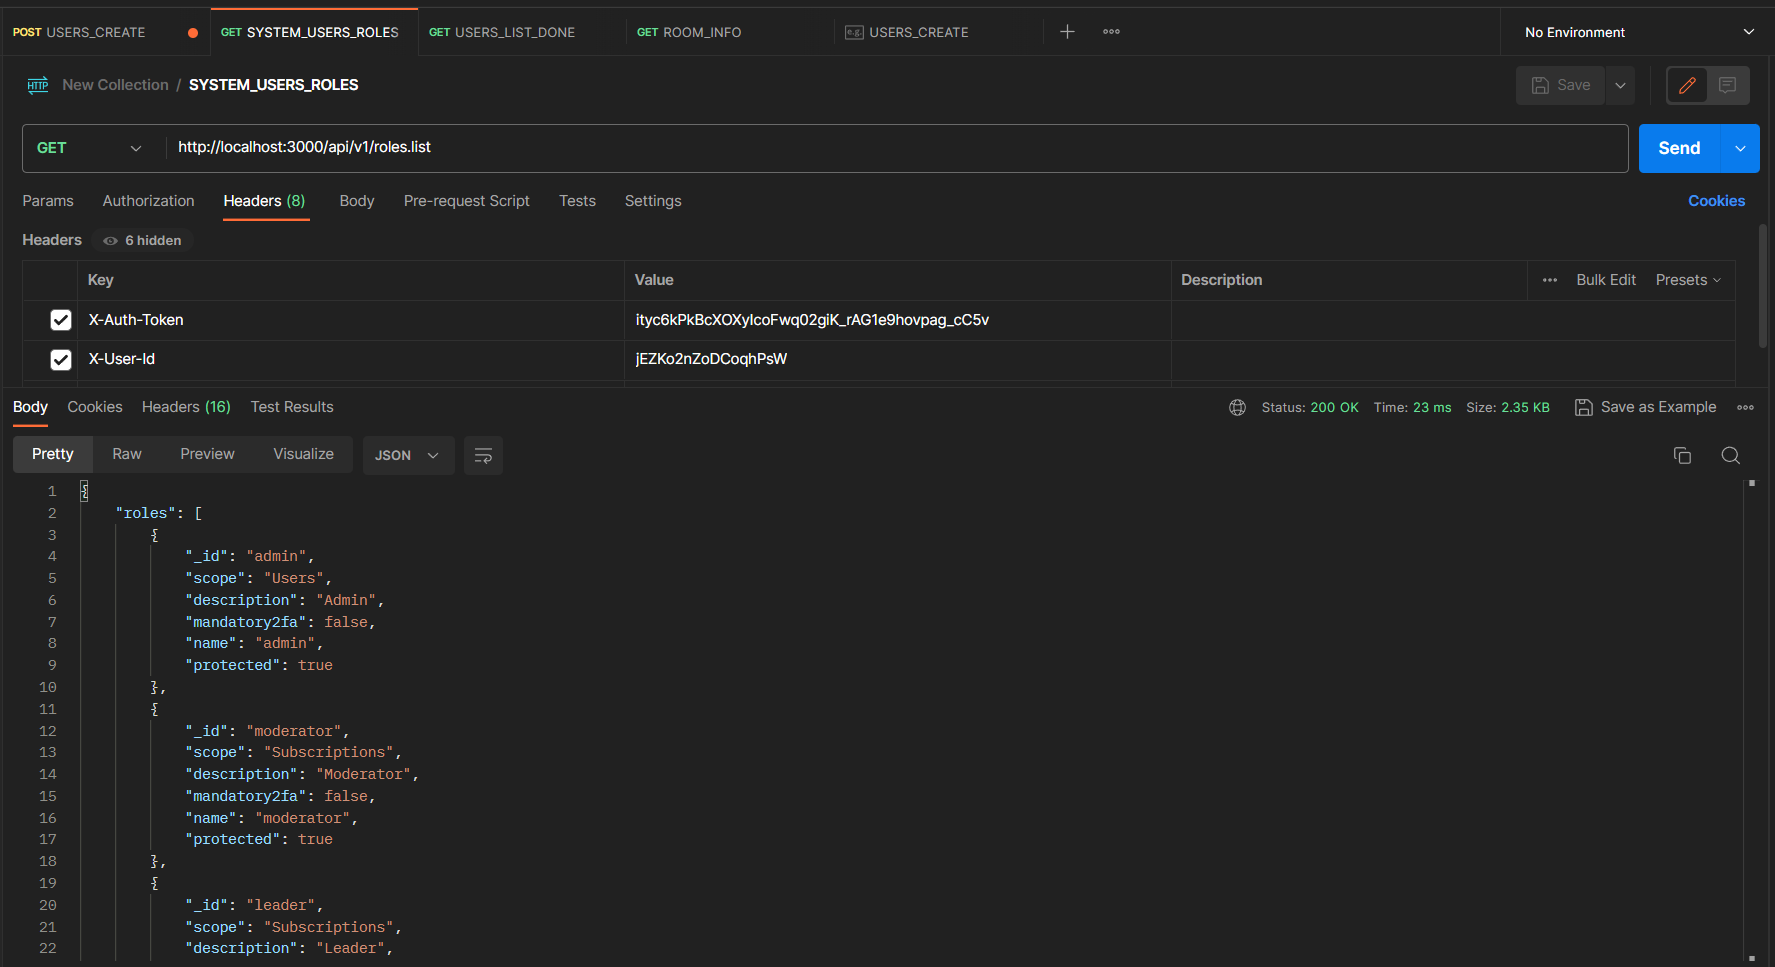 POST USERS_CREATE
GET SYSTEM_USERS_ROLES
GET USERS_LIST_DONE
GET ROOM_INFO
e.g. USERS_CREATE
No Environment
HTTP New Collection / SYSTEM_USERS_ROLES
Save
GET http://localhost:3000/api/v1/roles.list
Send
Params Authorization Headers (8) Body Pre-request Script Tests Settings
Cookies
Headers 6 hidden
Key Value Description Bulk Edit Presets
X-Auth-Token ityc6kPkBcXOXylcoFwq02giK_rAG1e9hovpag_cC5v
X-User-Id jEZKo2nZoDCoqhPsW
Body Cookies Headers (16) Test Results
Status: 200 OK Time: 23 ms Size: 2.35 KB Save as Example
Pretty Raw Preview Visualize JSON
1 {
2 "roles": [
3 {
4 "_id": "admin",
5 "scope": "Users",
6 "description": "Admin",
7 "mandatory2fa": false,
8 "name": "admin",
9 "protected": true
10 },
11 {
12 "_id": "moderator",
13 "scope": "Subscriptions",
14 "description": "Moderator",
15 "mandatory2fa": false,
16 "name": "moderator",
17 "protected": true
18 },
19 {
20 "_id": "leader",
21 "scope": "Subscriptions",
22 "description": "Leader",